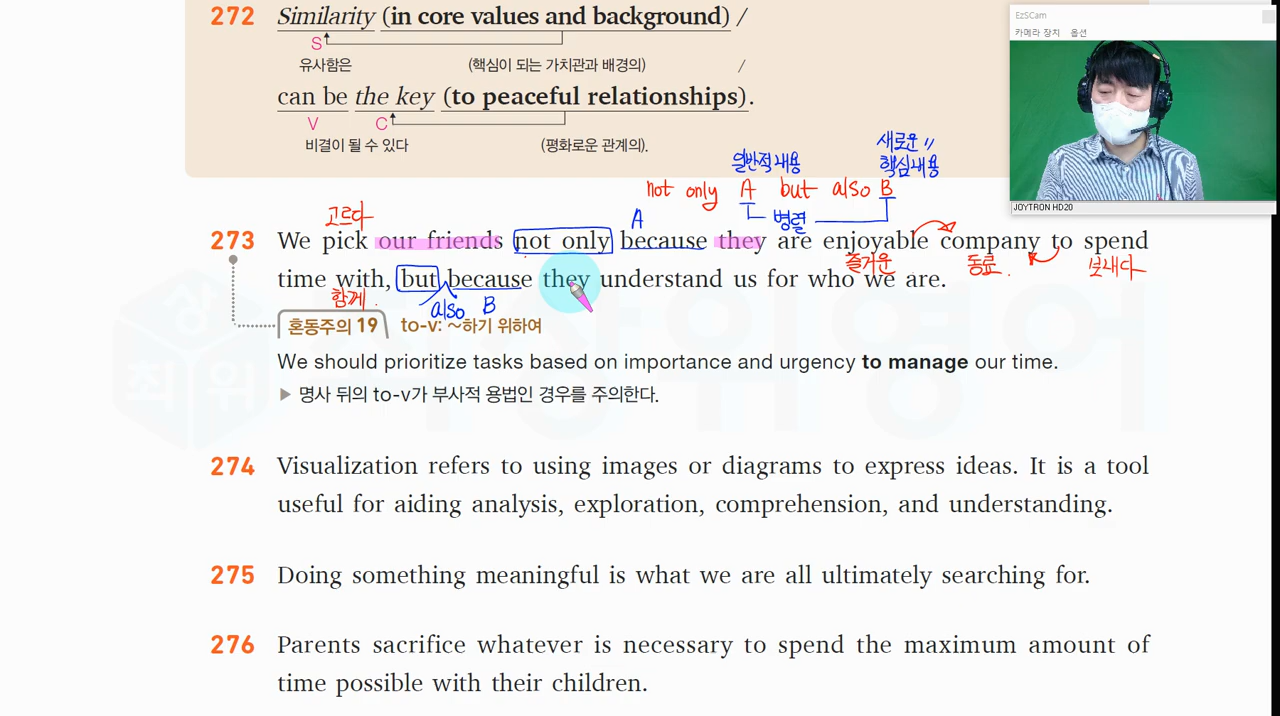 272 Similarity (in core values and background) /
S
유사함은 (핵심이 되는 가치관과 배경의) /
can be the key (to peaceful relationships).
V C
비결이 될 수 있다 (평화로운 관계의).
EzSCam
카메라 장치 옵션
JOYTRON HD20
일반적 내용 새로운 〃
핵심내용
not only A but also B
병렬
고르다 A
273 We pick our friends not only because they are enjoyable company to spend
즐거운 동료. 보내다
time with, but because they understand us for who we are.
함께. also B
혼동주의 19 to-v: ~하기 위하여
We should prioritize tasks based on importance and urgency to manage our time.
▶ 명사 뒤의 to-v가 부사적 용법인 경우를 주의한다.
274 Visualization refers to using images or diagrams to express ideas. It is a tool
useful for aiding analysis, exploration, comprehension, and understanding.
275 Doing something meaningful is what we are all ultimately searching for.
276 Parents sacrifice whatever is necessary to spend the maximum amount of
time possible with their children.